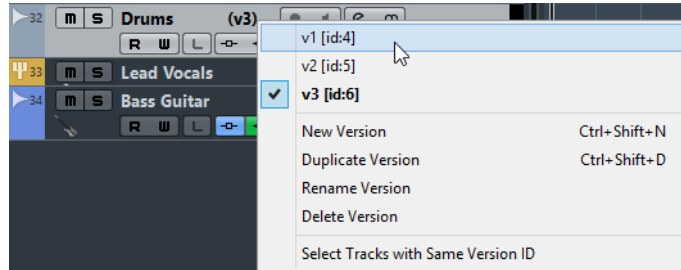 32 m S Drums (v3) e
R W L
33 m S Lead Vocals
34 m S Bass Guitar
R W L
v1 [id:4]
v2 [id:5]
v3 [id:6]
New Version Ctrl+Shift+N
Duplicate Version Ctrl+Shift+D
Rename Version
Delete Version
Select Tracks with Same Version ID